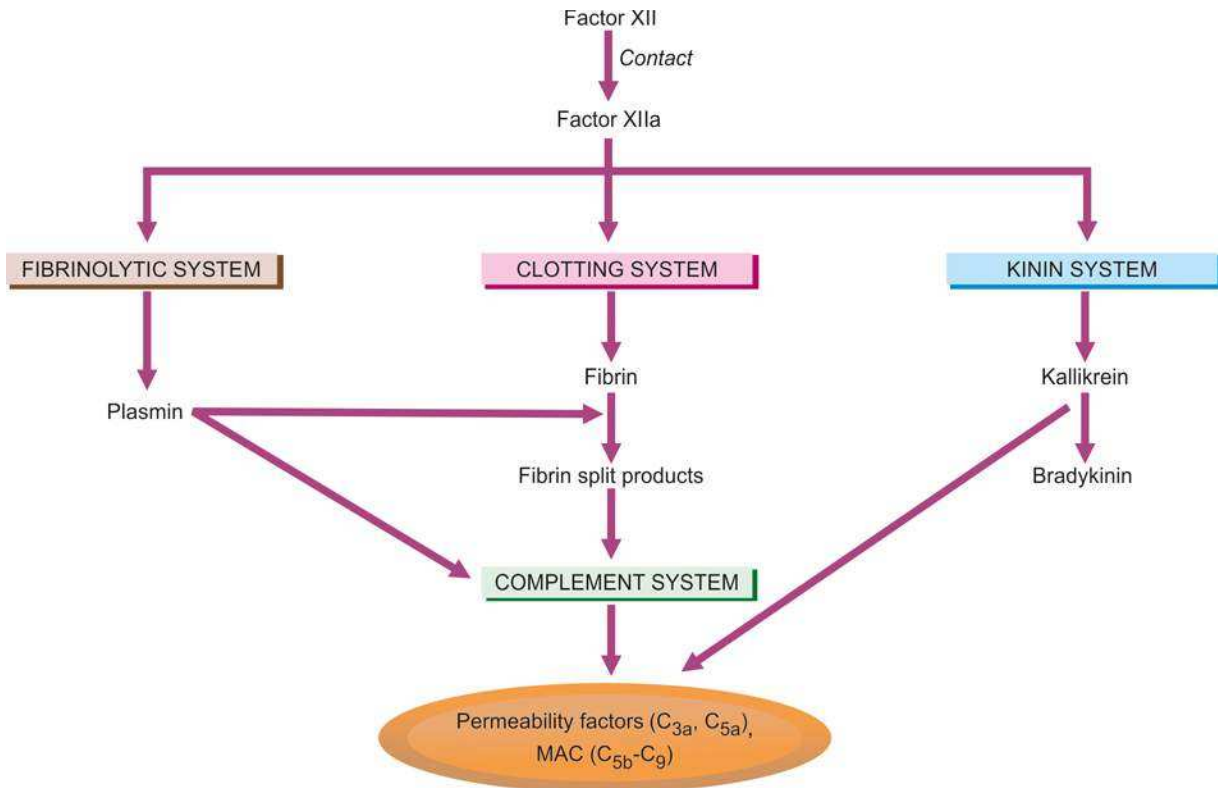 Factor XII
Contact
Factor XIIa
FIBRINOLYTIC SYSTEM
CLOTTING SYSTEM
KININ SYSTEM
Fibrin
Kallikrein
Plasmin
Fibrin split products
Bradykinin
COMPLEMENT SYSTEM
Permeability factors (C3a, C5a),
MAC (C5b-C9)